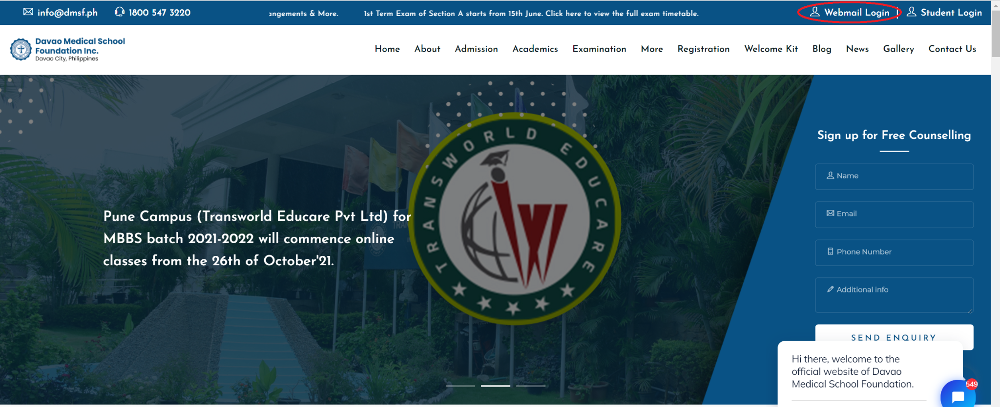 info@dmsf.ph
1800 547 3220
angements & More.
1st Term Exam of Section A starts from 15th June. Click here to view the full exam timetable.
Webmail Login
Student Login
Davao Medical School
Foundation Inc.
Davao City, Philippines
Home
About
Admission
Academics
Examination
More
Registration
Welcome Kit
Blog
News
Gallery
Contact Us
Pune Campus (Transworld Educare Pvt Ltd) for
MBBS batch 2021-2022 will commence online
classes from the 26th of October'21.
TRANSWORLD EDUCARE
Sign up for Free Counselling
Name
Email
Phone Number
Additional info
SEND ENQUIRY
Hi there, welcome to the
official website of Davao
Medical School Foundation.
549